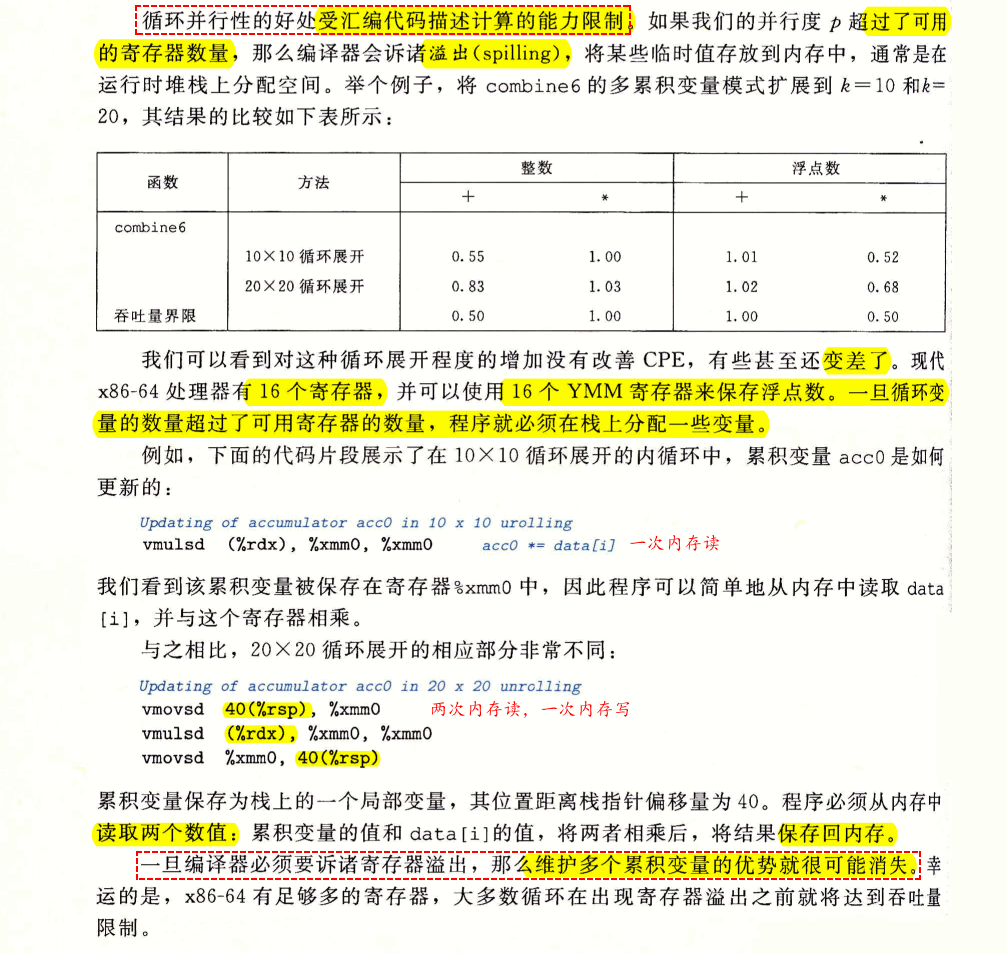 循环并行性的好处受汇编代码描述计算的能力限制。如果我们的并行度 p 超过了可用
的寄存器数量，那么编译器会诉诸溢出(spilling)，将某些临时值存放到内存中，通常是在
运行时堆栈上分配空间。举个例子，将 combine6 的多累积变量模式扩展到 k＝10 和k=
20，其结果的比较如下表所示：
函数 方法 整数 浮点数
+ * + *
combine6
10×10 循环展开 0.55 1.00 1.01 0.52
20×20 循环展开 0.83 1.03 1.02 0.68
吞吐量界限 0.50 1.00 1.00 0.50
我们可以看到对这种循环展开程度的增加没有改善 CPE，有些甚至还变差了。现代
x86-64 处理器有 16 个寄存器，并可以使用 16 个 YMM 寄存器来保存浮点数。一旦循环变
量的数量超过了可用寄存器的数量，程序就必须在栈上分配一些变量。
例如，下面的代码片段展示了在 10×10 循环展开的内循环中，累积变量 acc0 是如何
更新的：
Updating of accumulator acc0 in 10 x 10 urolling
vmulsd (%rdx), %xmm0, %xmm0 acc0 *= data[i] 一次内存读
我们看到该累积变量被保存在寄存器%xmm0 中，因此程序可以简单地从内存中读取 data
[i]，并与这个寄存器相乘。
与之相比，20×20 循环展开的相应部分非常不同：
Updating of accumulator acc0 in 20 x 20 unrolling
vmovsd 40(%rsp), %xmm0 两次内存读，一次内存写
vmulsd (%rdx), %xmm0, %xmm0
vmovsd %xmm0, 40(%rsp)
累积变量保存为栈上的一个局部变量，其位置距离栈指针偏移量为 40。程序必须从内存中
读取两个数值：累积变量的值和 data[i]的值，将两者相乘后，将结果保存回内存。
一旦编译器必须要诉诸寄存器溢出，那么维护多个累积变量的优势就很可能消失。幸
运的是，x86-64 有足够多的寄存器，大多数循环在出现寄存器溢出之前就将达到吞吐量
限制。